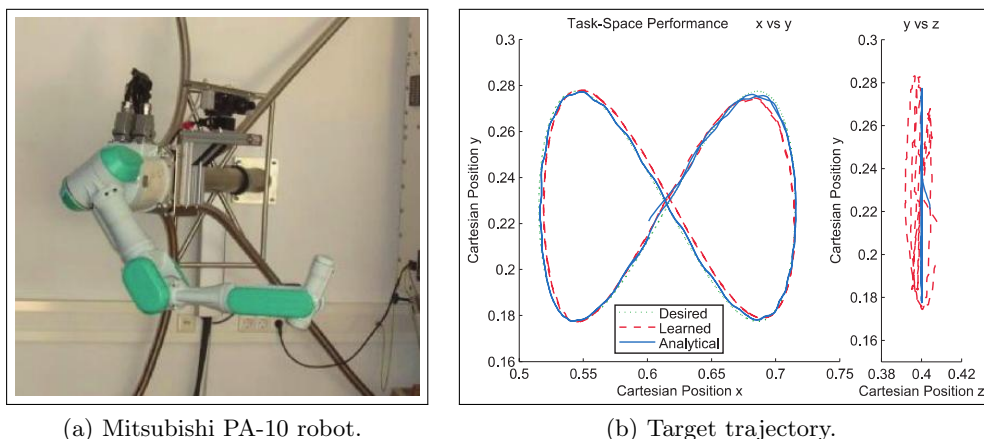 Task-Space Performance x vs y
y vs z
0.3
0.28
0.26
0.24
0.22
0.2
0.18
0.16
Cartesian Position y
0.5 0.55 0.6 0.65 0.7 0.75
Cartesian Position x
Desired
Learned
Analytical
0.3
0.28
0.26
0.24
0.22
0.2
0.18
0.16
Cartesian Position y
0.38 0.4 0.42
Cartesian Position z
(a) Mitsubishi PA-10 robot.
(b) Target trajectory.